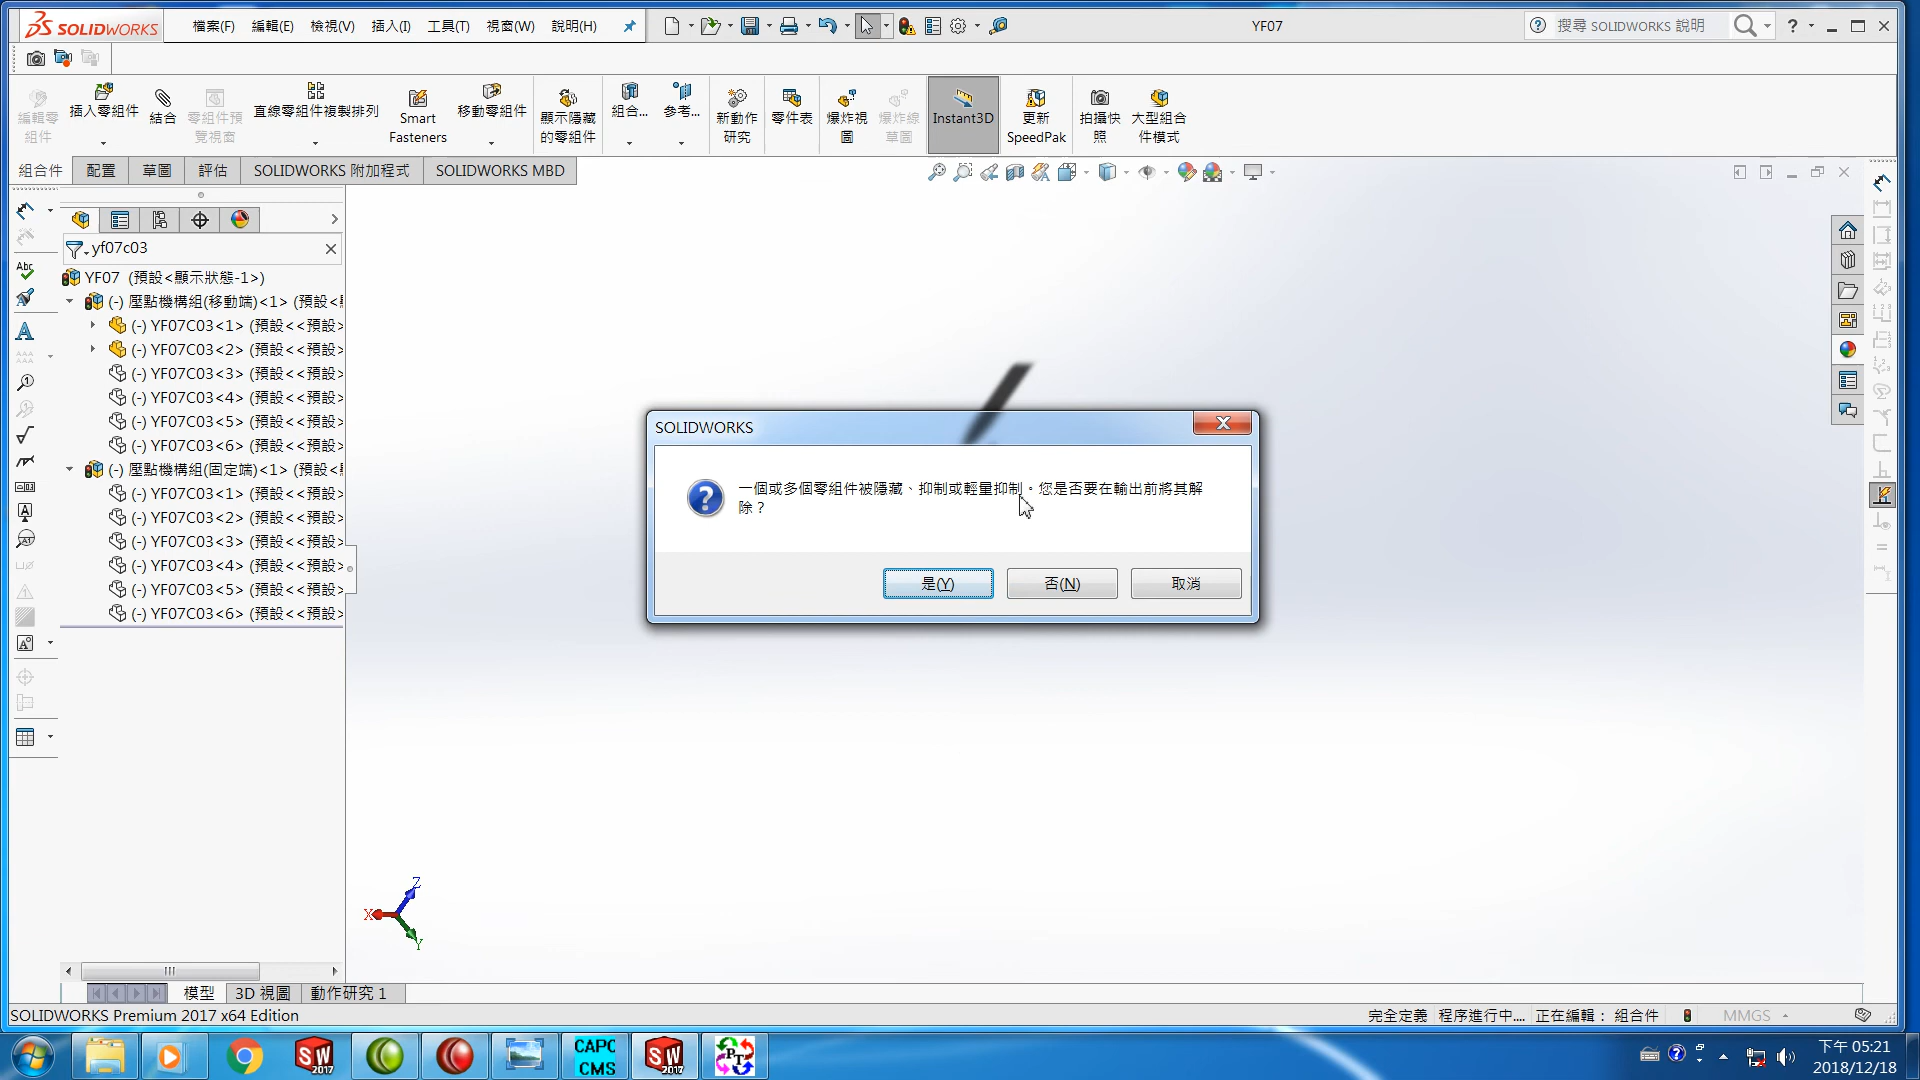 SOLIDWORKS 檔案(F) 編輯(E) 檢視(V) 插入(I) 工具(T) 視窗(W) 說明(H) YF07 搜尋 SOLIDWORKS 說明
編輯零組件 插入零組件 結合 零組件預覽視窗 直線零組件複製排列 Smart Fasteners 移動零組件 顯示隱藏的零組件 組合... 參考... 新動作研究 零件表 爆炸視圖 爆炸線草圖 Instant3D 更新 SpeedPak 拍攝快照 大型組合件模式
組合件 配置 草圖 評估 SOLIDWORKS 附加程式 SOLIDWORKS MBD
yf07c03
YF07 (預設<顯示狀態-1>)
(-) 壓點機構組(移動端)<1> (預設<
(-) YF07C03<1> (預設<<預設>
(-) YF07C03<2> (預設<<預設>
(-) YF07C03<3> (預設<<預設>
(-) YF07C03<4> (預設<<預設>
(-) YF07C03<5> (預設<<預設>
(-) YF07C03<6> (預設<<預設>
(-) 壓點機構組(固定端)<1> (預設<
(-) YF07C03<1> (預設<<預設>
(-) YF07C03<2> (預設<<預設>
(-) YF07C03<3> (預設<<預設>
(-) YF07C03<4> (預設<<預設>
(-) YF07C03<5> (預設<<預設>
(-) YF07C03<6> (預設<<預設>
SOLIDWORKS
一個或多個零組件被隱藏、抑制或輕量抑制。您是否要在輸出前將其解
除？
是(Y) 否(N) 取消
Z
X
Y
模型 3D 視圖 動作研究 1
SOLIDWORKS Premium 2017 x64 Edition 完全定義 程序進行中.... 正在編輯： 組合件 MMGS
SW 2017 CAPC CMS SW 2017 PT
下午 05:21
2018/12/18